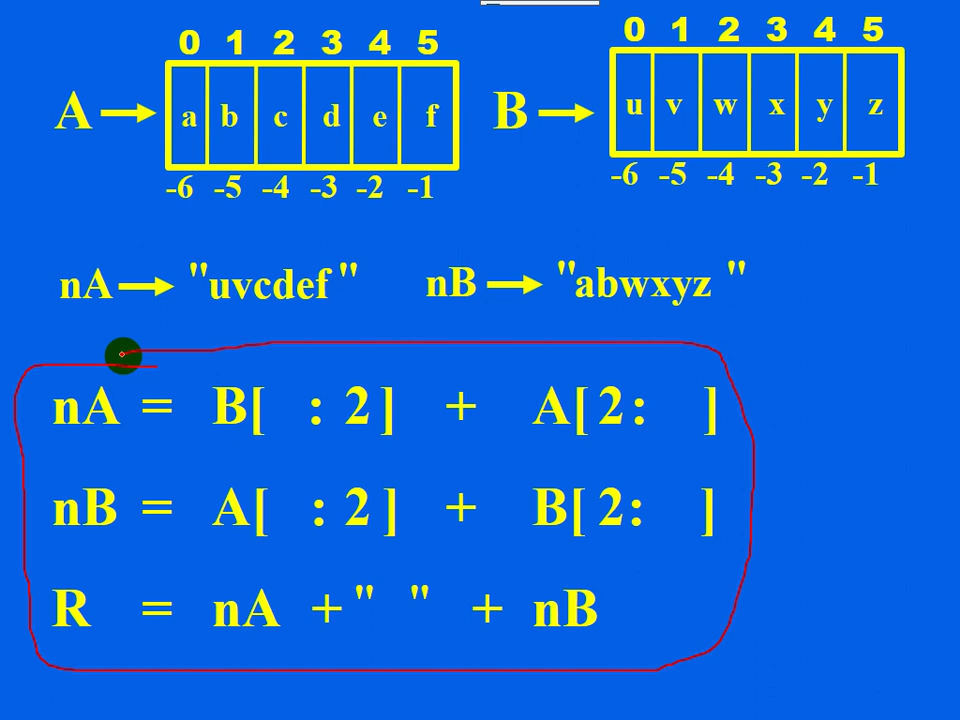 0 1 2 3 4 5
A a b c d e f
-6 -5 -4 -3 -2 -1
0 1 2 3 4 5
B u v w x y z
-6 -5 -4 -3 -2 -1
nA "uvcdef" nB "abwxyz"
nA = B[ : 2 ] + A[ 2 : ]
nB = A[ : 2 ] + B[ 2 : ]
R = nA + " " + nB